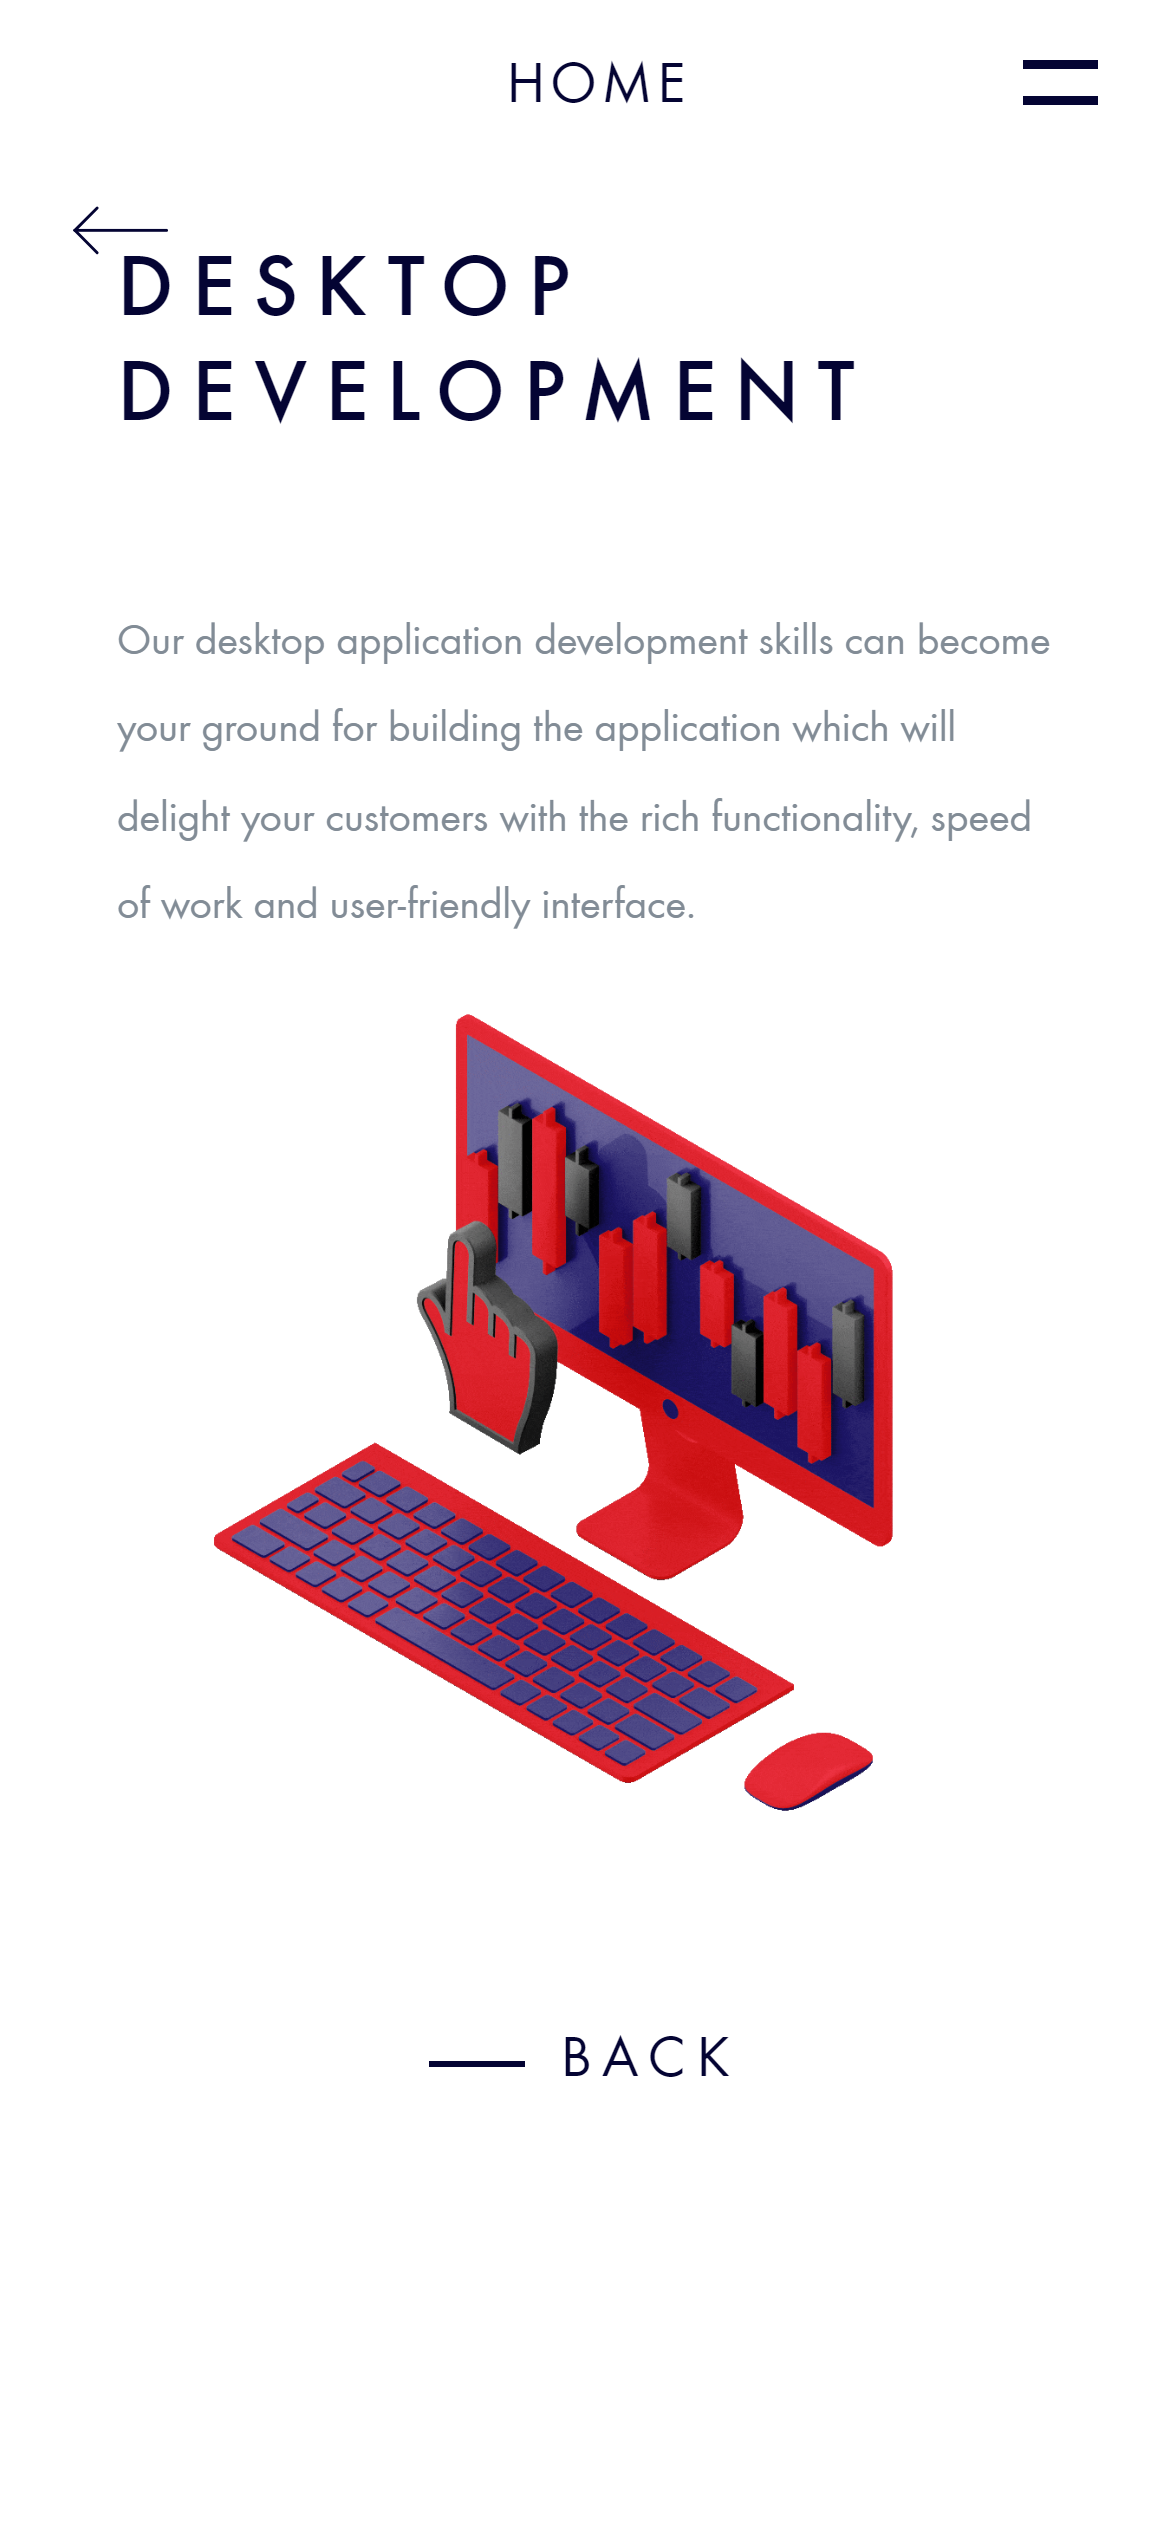 HOME
DESKTOP
DEVELOPMENT
Our desktop application development skills can become
your ground for building the application which will
delight your customers with the rich functionality, speed
of work and user-friendly interface.
BACK